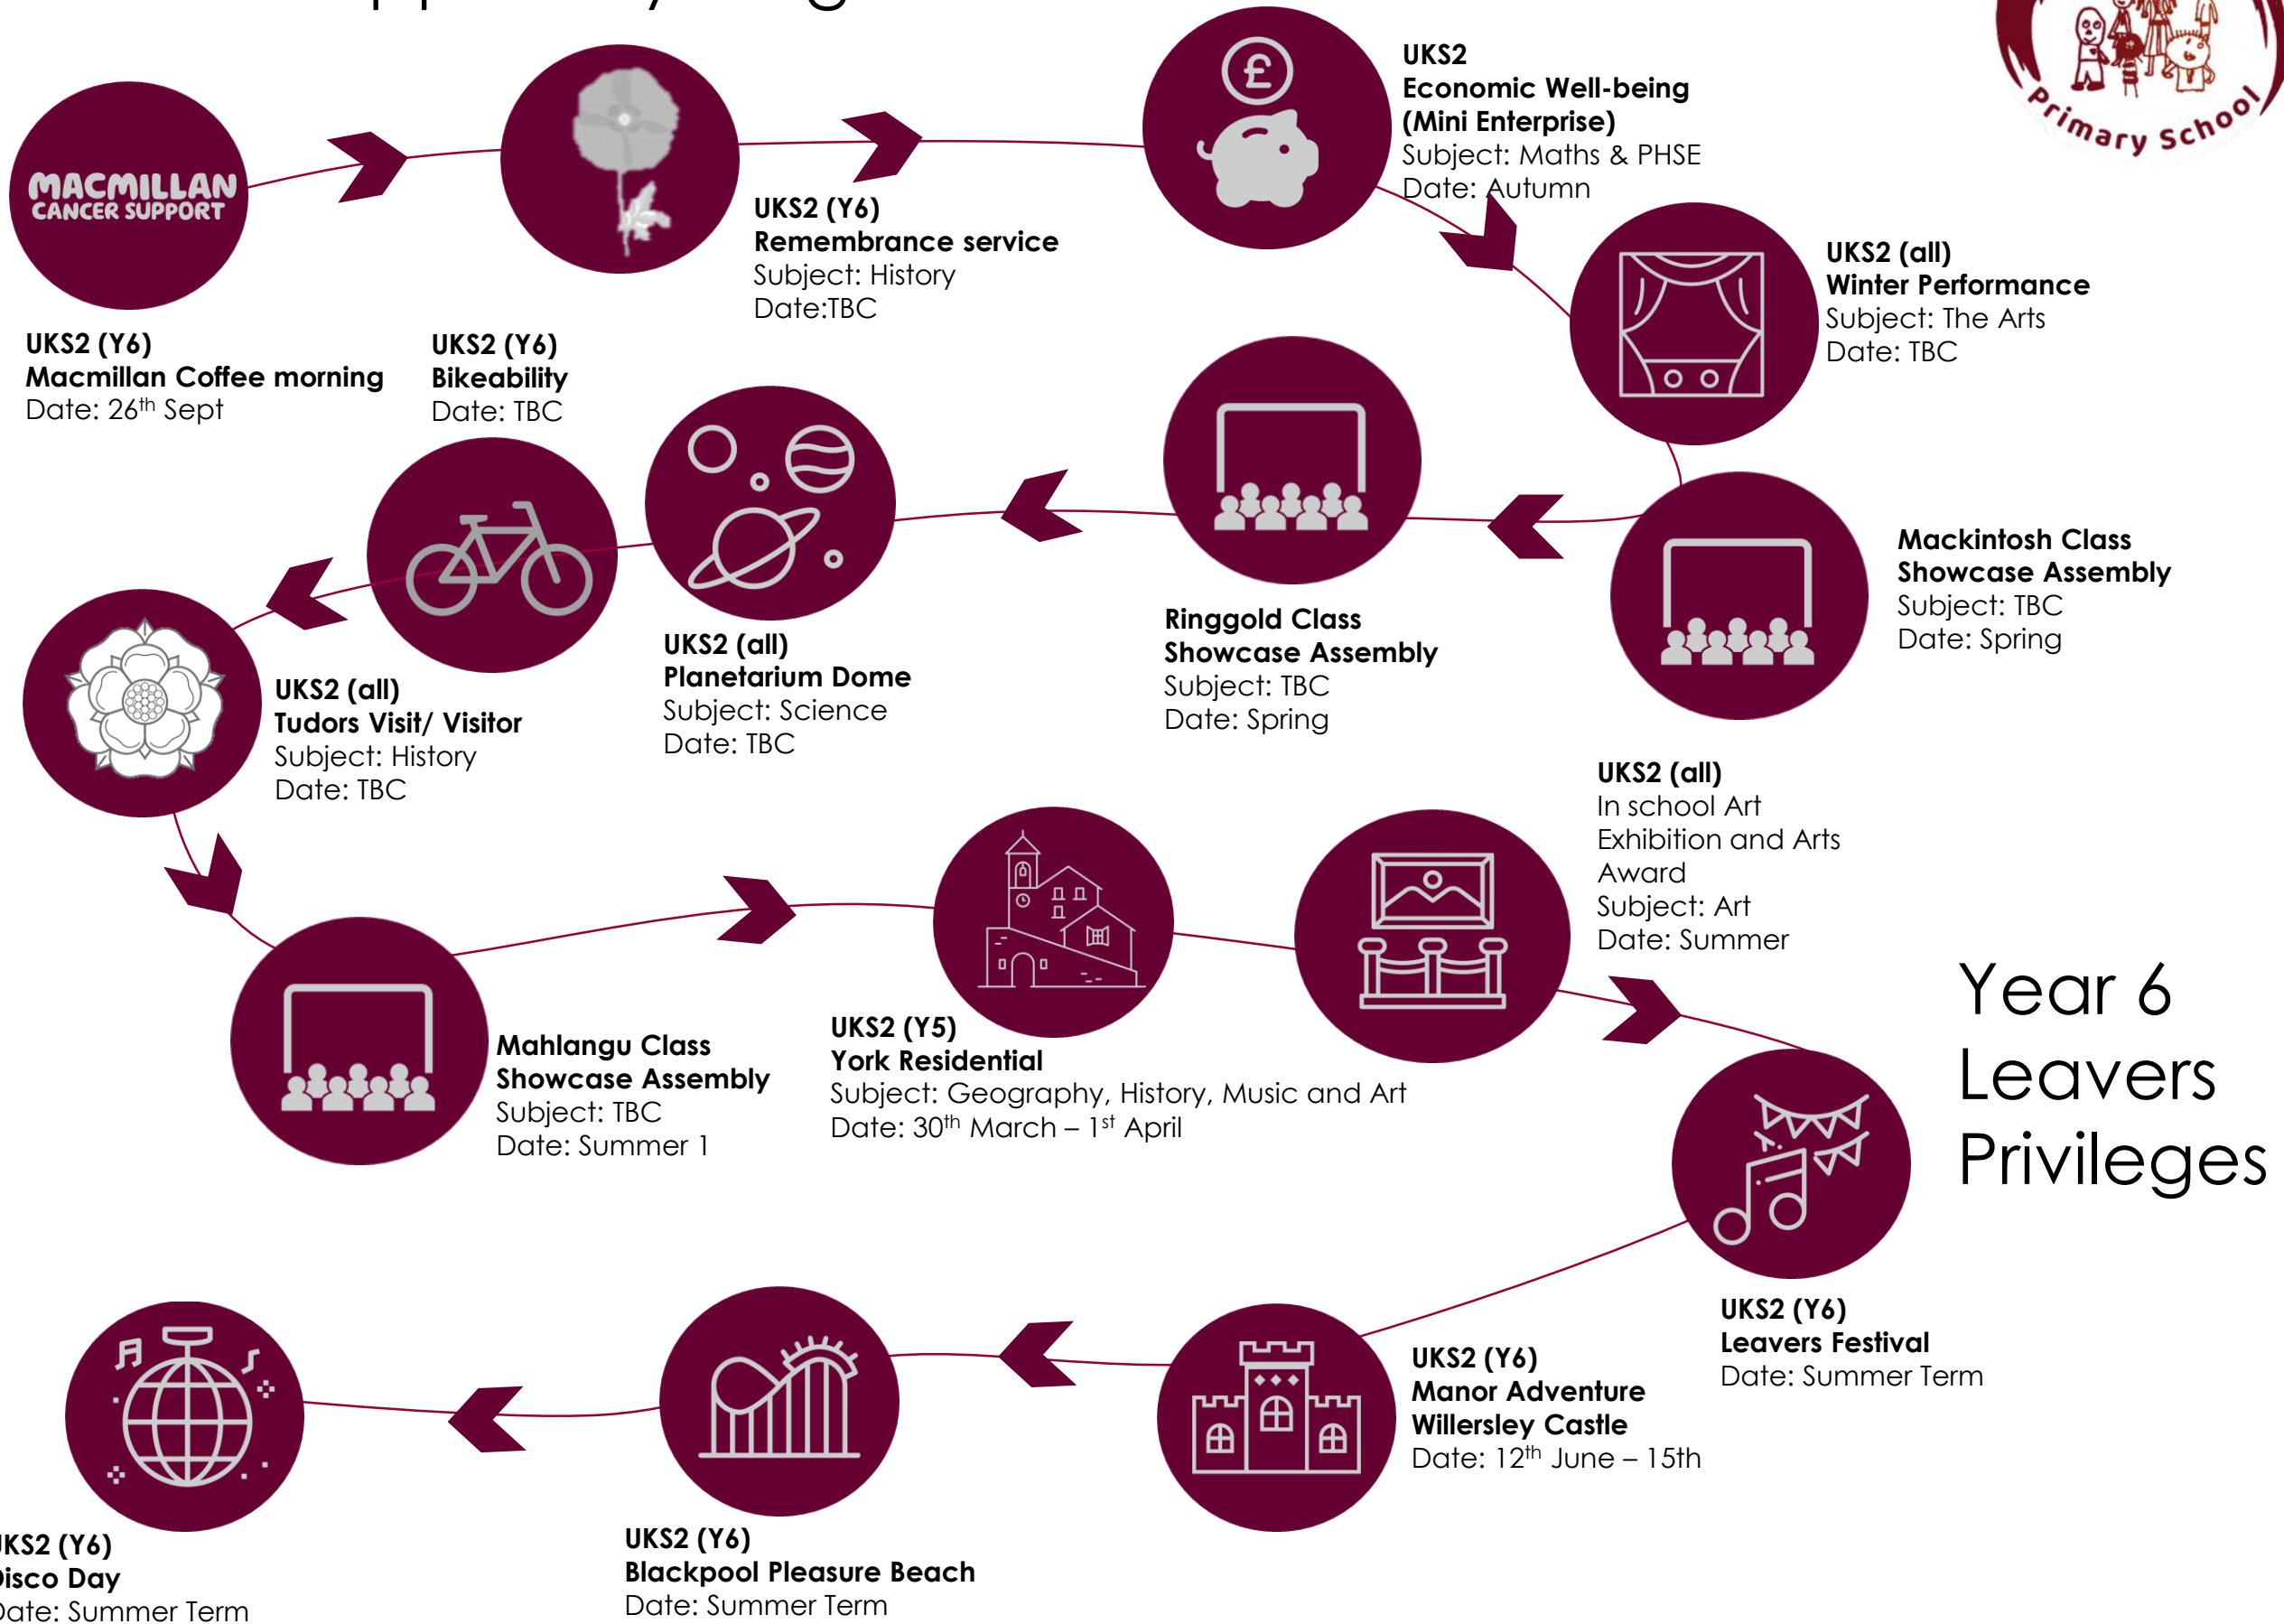 MACMILLAN
CANCER SUPPORT
UKS2 (Y6)
Macmillan Coffee morning
Date: 26th Sept
UKS2 (Y6)
Remembrance service
Subject: History
Date:TBC
£
UKS2
Economic Well-being
(Mini Enterprise)
Subject: Maths & PHSE
Date: Autumn
Primary School
UKS2 (all)
Winter Performance
Subject: The Arts
Date: TBC
Mackintosh Class
Showcase Assembly
Subject: TBC
Date: Spring
Ringgold Class
Showcase Assembly
Subject: TBC
Date: Spring
UKS2 (all)
Planetarium Dome
Subject: Science
Date: TBC
UKS2 (Y6)
Bikeability
Date: TBC
UKS2 (all)
Tudors Visit/ Visitor
Subject: History
Date: TBC
Mahlangu Class
Showcase Assembly
Subject: TBC
Date: Summer 1
UKS2 (Y5)
York Residential
Subject: Geography, History, Music and Art
Date: 30th March – 1st April
UKS2 (all)
In school Art
Exhibition and Arts
Award
Subject: Art
Date: Summer
Year 6
Leavers
Privileges
UKS2 (Y6)
Leavers Festival
Date: Summer Term
UKS2 (Y6)
Manor Adventure
Willersley Castle
Date: 12th June – 15th
UKS2 (Y6)
Blackpool Pleasure Beach
Date: Summer Term
UKS2 (Y6)
Disco Day
Date: Summer Term